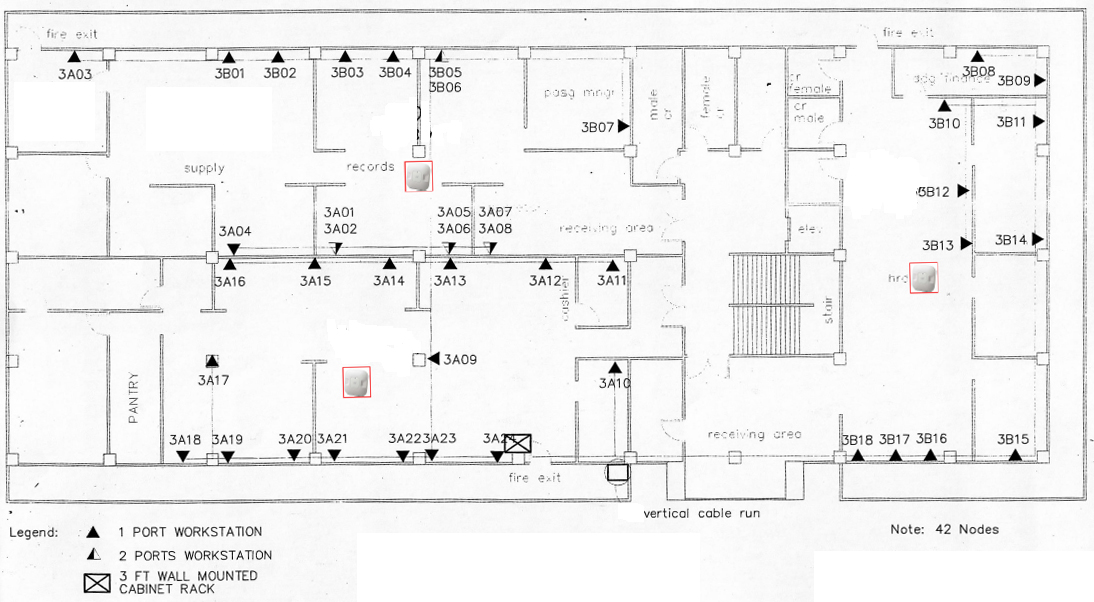 fire exit
fire exit
3A03
3B01
3B02
3B03
3B04
3B05
3B06
3B08
3B09
posg mngr
male
cr
female
cr
cr
female
cr
male
3B07
3B10
3B11
supply
records
3B12
3A01
3A02
3A05
3A06
3A07
3A08
receiving area
elev
3A04
3B13
3B14
3A16
3A15
3A14
3A13
3A12
3A11
cashier
stair
3A09
3A17
3A10
PANTRY
3A18
3A19
3A20
3A21
3A22
3A23
receiving area
3B18
3B17
3B16
3B15
fire exit
vertical cable run
Legend:
1 PORT WORKSTATION
Note: 42 Nodes
2 PORTS WORKSTATION
3 FT WALL MOUNTED
CABINET RACK